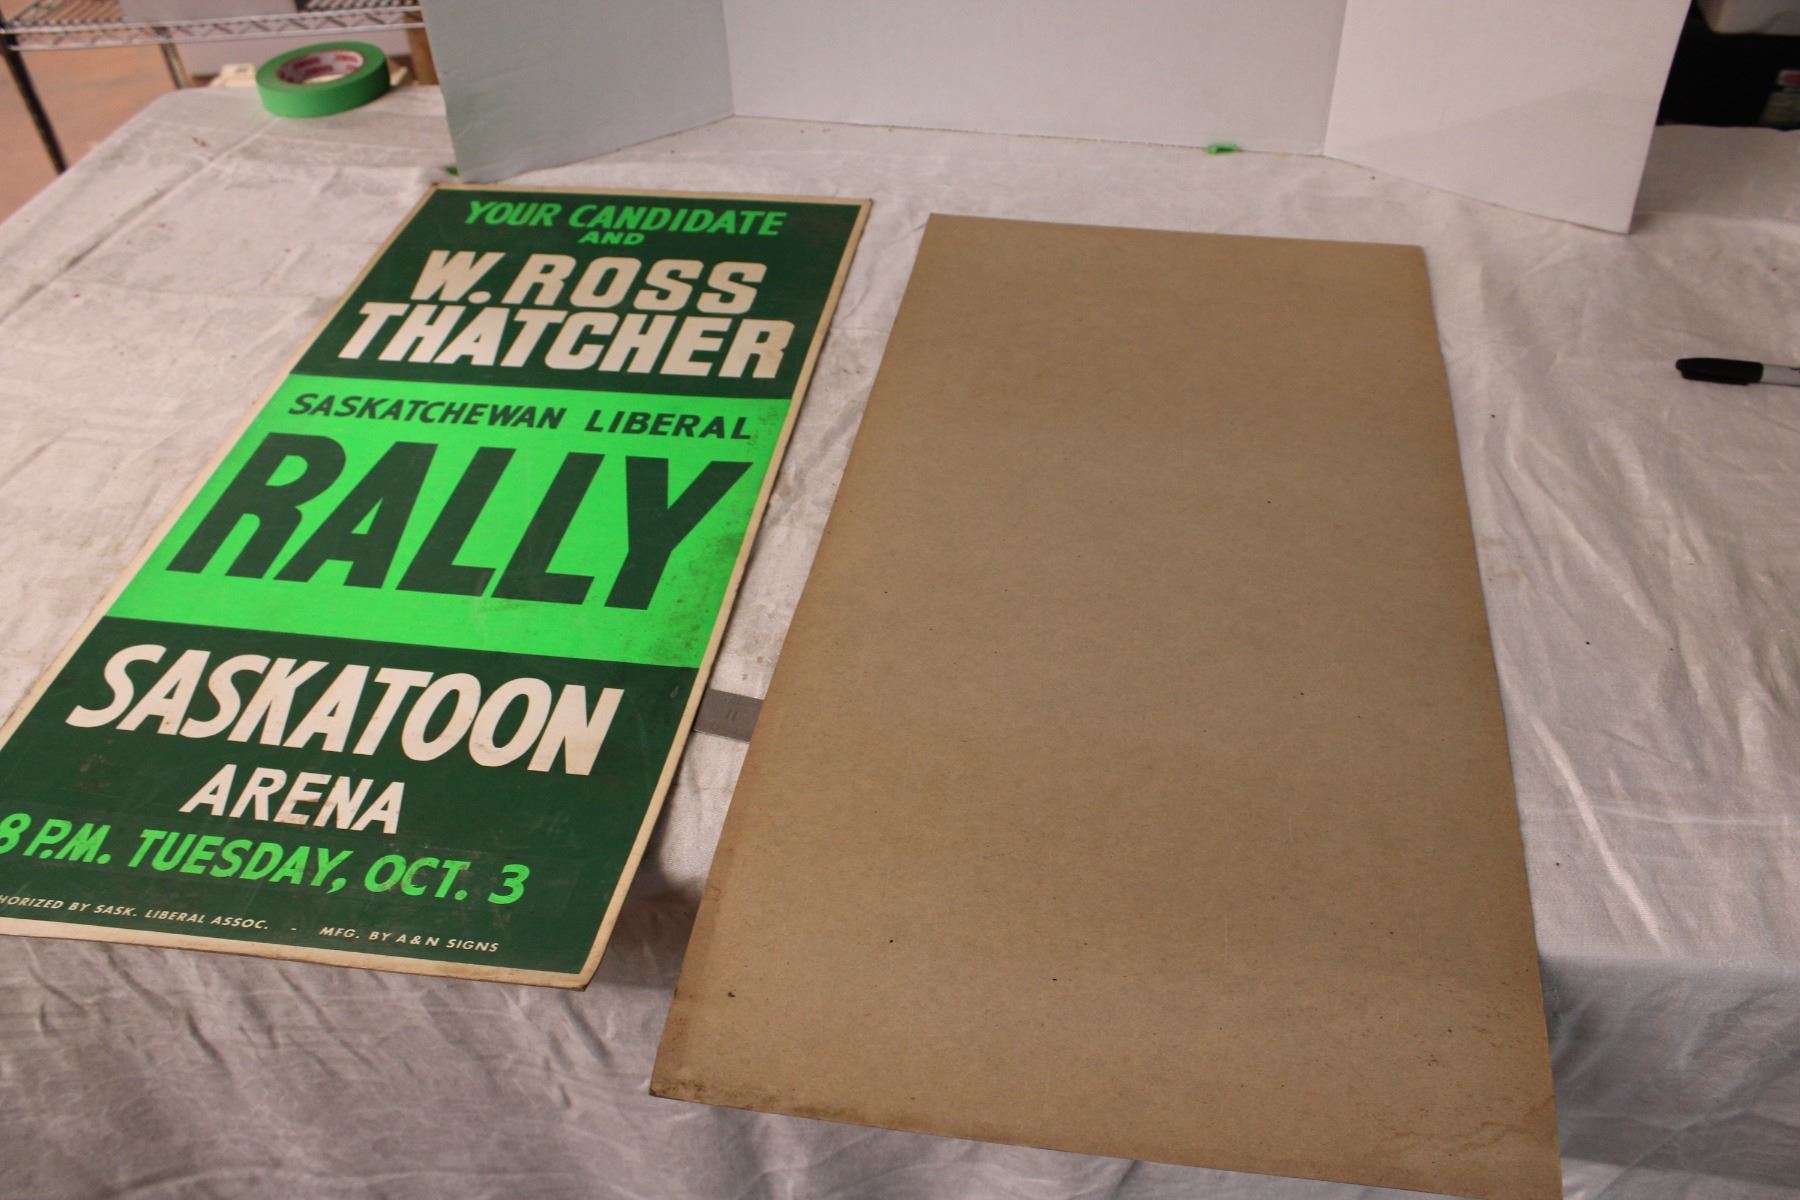 YOUR CANDIDATE
AND
W. ROSS
THATCHER
SASKATCHEWAN LIBERAL
RALLY
SASKATOON
ARENA
8 P.M. TUESDAY, OCT. 3
HORIZED BY SASK. LIBERAL ASSOC. - MFG. BY A & N SIGNS